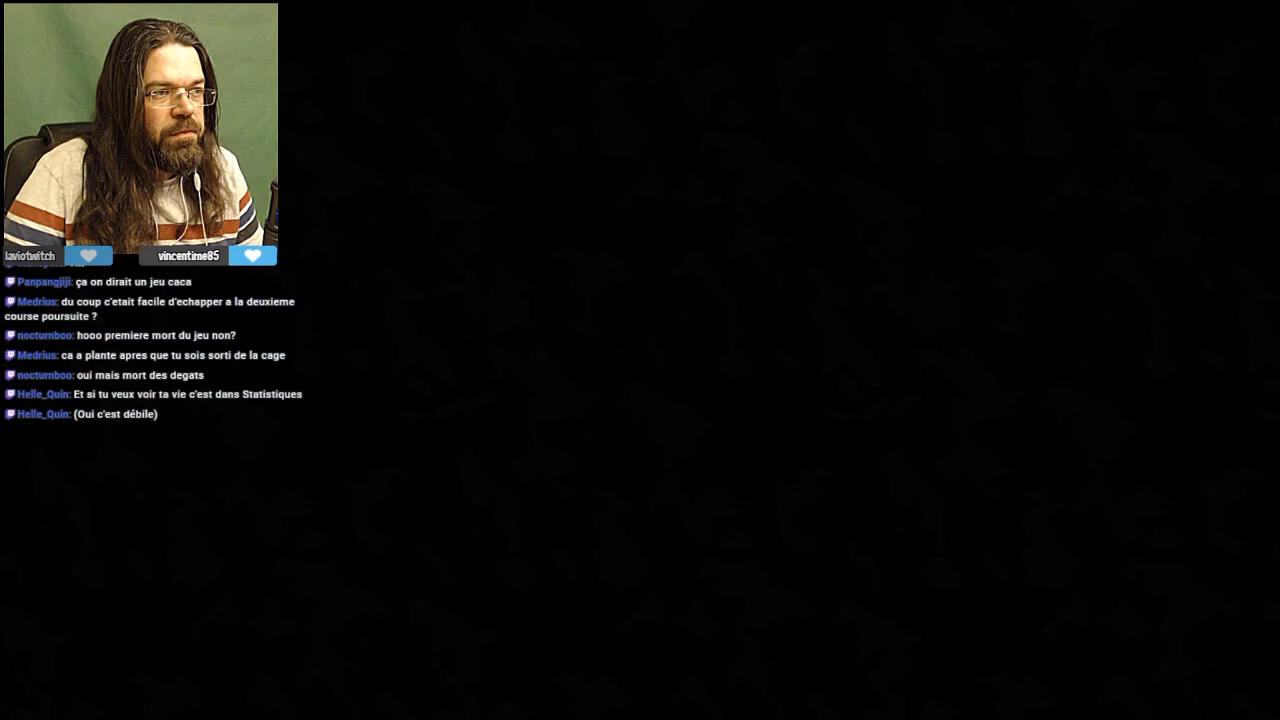 laviotwitch
vincentime85
Panpangjiji: ça on dirait un jeu caca
Medrius: du coup c'etait facile d'echapper a la deuxieme
course poursuite ?
nocturnboo: hooo premiere mort du jeu non?
Medrius: ca a plante apres que tu sois sorti de la cage
nocturnboo: oui mais mort des degats
Helle_Quin: Et si tu veux voir ta vie c'est dans Statistiques
Helle_Quin: (Oui c'est débile)